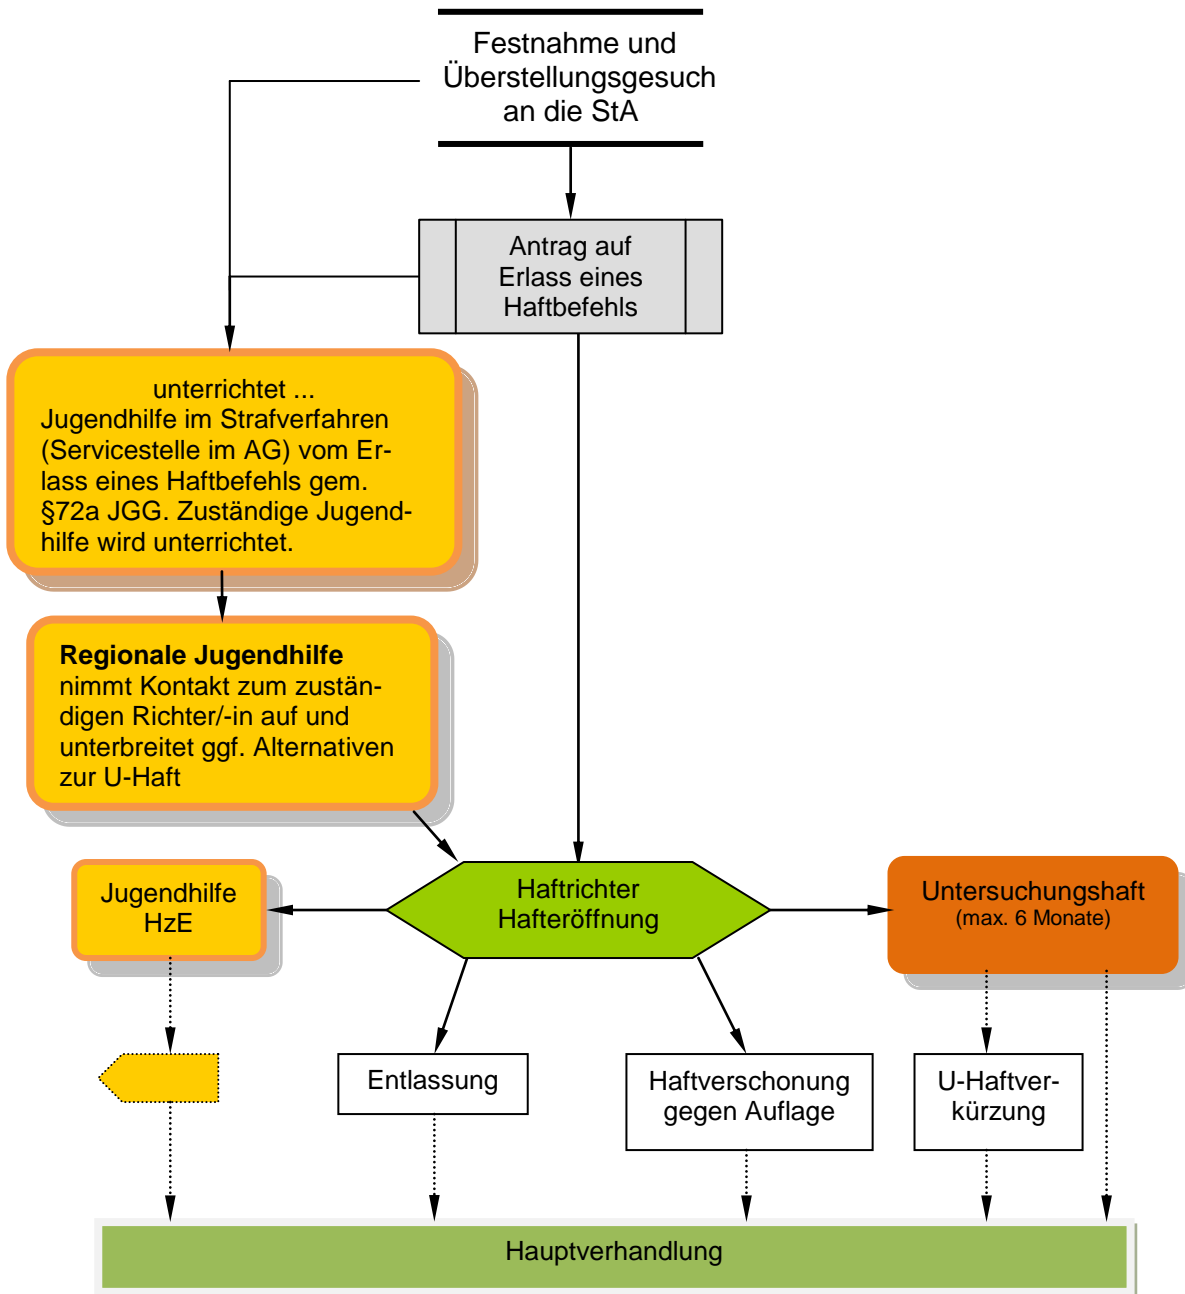 Festnahme und
Überstellungsgesuch
an die StA
Antrag auf
Erlass eines
Haftbefehls
unterrichtet ...
Jugendhilfe im Strafverfahren
(Servicestelle im AG) vom Er-
lass eines Haftbefehls gem.
§72a JGG. Zuständige Jugend-
hilfe wird unterrichtet.
Regionale Jugendhilfe
nimmt Kontakt zum zustän-
digen Richter/-in auf und
unterbreitet ggf. Alternativen
zur U-Haft
Jugendhilfe
HzE
Haftrichter
Hafteröffnung
Untersuchungshaft
(max. 6 Monate)
Entlassung
Haftverschonung
gegen Auflage
U-Haftver-
kürzung
Hauptverhandlung